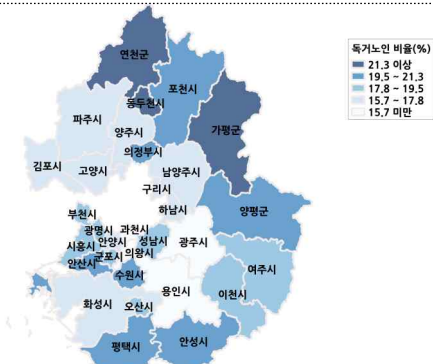 독거노인 비율(%)
21.3 이상
19.5 ~ 21.3
17.8 ~ 19.5
15.7 ~ 17.8
15.7 미만
연천군
포천시
동두천시
가평군
파주시
양주시
의정부시
김포시
고양시
남양주시
구리시
하남시
양평군
부천시
광명시
과천시
시흥시
안양시
성남시
광주시
군포시
의왕시
안산시
수원시
여주시
용인시
이천시
화성시
오산시
평택시
안성시